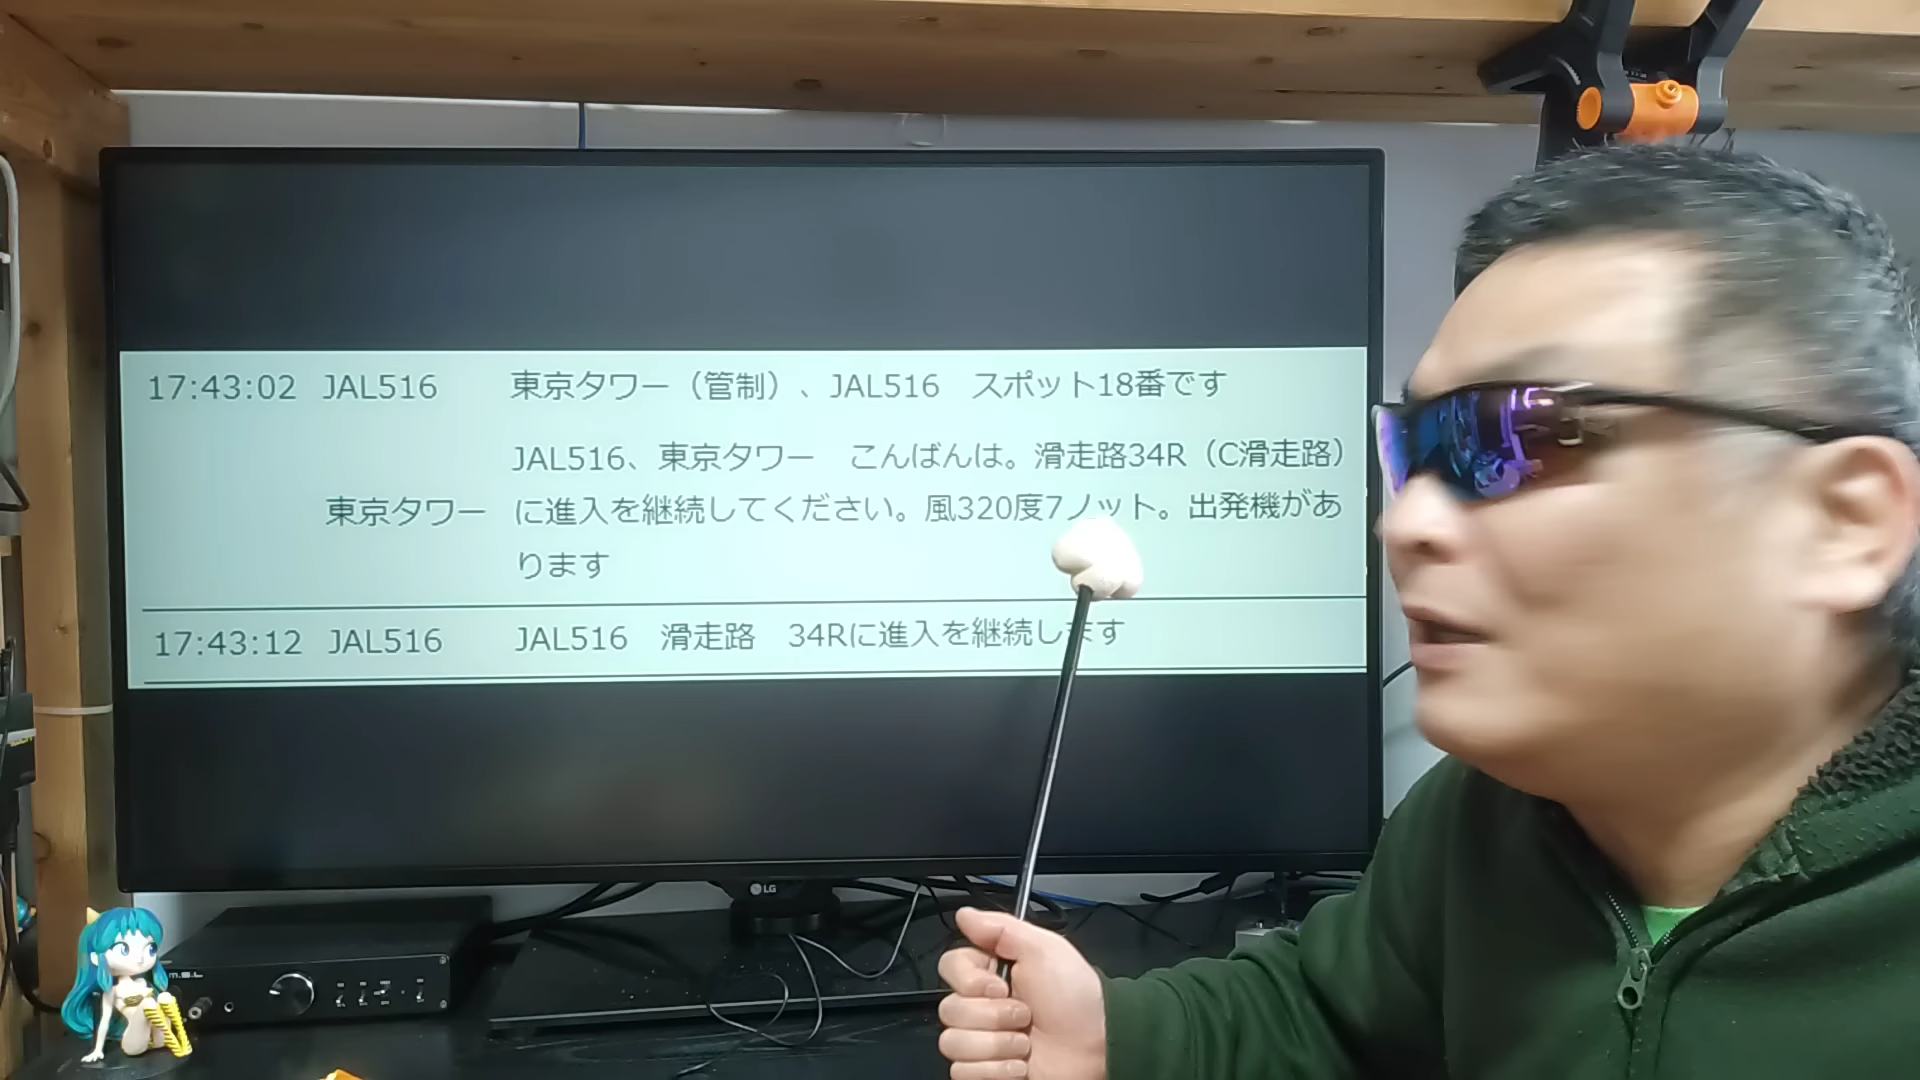 17:43:02 JAL516 東京タワー（管制）、JAL516 スポット18番です
JAL516、東京タワー こんばんは。滑走路34R（C滑走路）
東京タワー に進入を継続してください。風320度7ノット。出発機があ
ります
17:43:12 JAL516 JAL516 滑走路 34Rに進入を継続します
LG
M.S.L